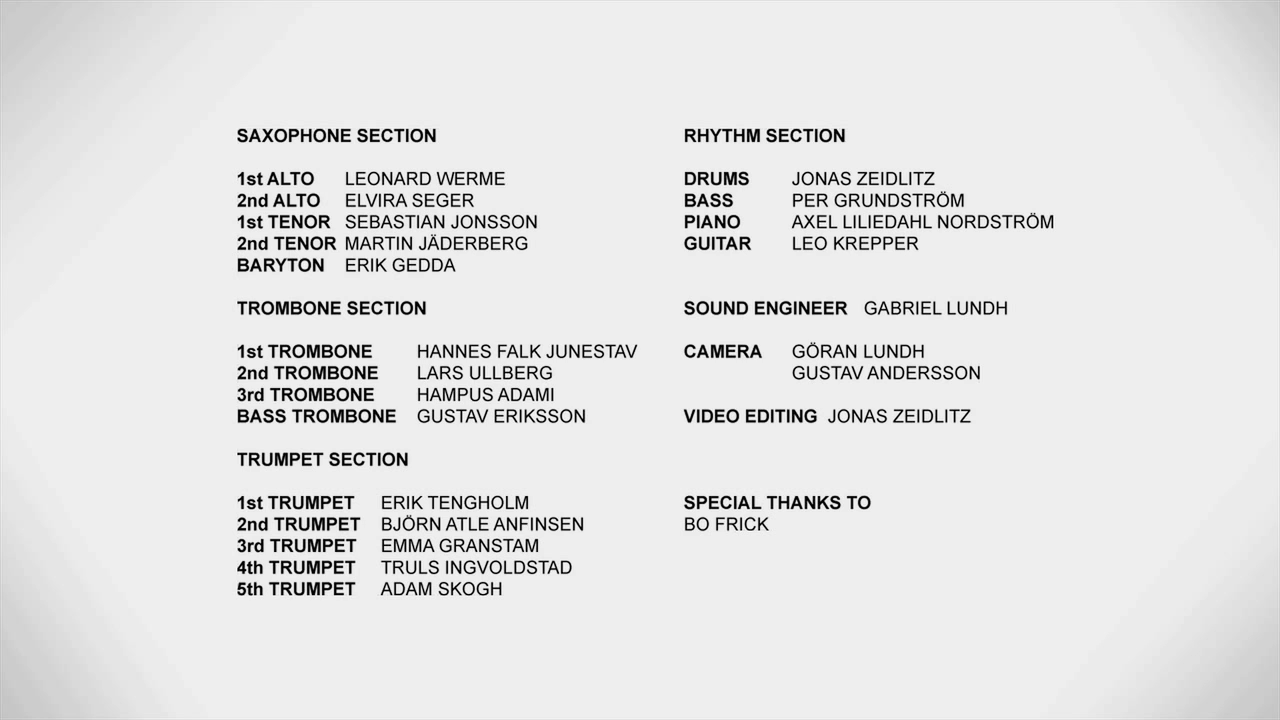 SAXOPHONE SECTION
1st ALTO LEONARD WERME
2nd ALTO ELVIRA SEGER
1st TENOR SEBASTIAN JONSSON
2nd TENOR MARTIN JÄDERBERG
BARYTON ERIK GEDDA
TROMBONE SECTION
1st TROMBONE HANNES FALK JUNESTAV
2nd TROMBONE LARS ULLBERG
3rd TROMBONE HAMPUS ADAMI
BASS TROMBONE GUSTAV ERIKSSON
TRUMPET SECTION
1st TRUMPET ERIK TENGHOLM
2nd TRUMPET BJÖRN ATLE ANFINSEN
3rd TRUMPET EMMA GRANSTAM
4th TRUMPET TRULS INGVOLDSTAD
5th TRUMPET ADAM SKOGH
RHYTHM SECTION
DRUMS JONAS ZEIDLITZ
BASS PER GRUNDSTRÖM
PIANO AXEL LILIEDAHL NORDSTRÖM
GUITAR LEO KREPPER
SOUND ENGINEER GABRIEL LUNDH
CAMERA GÖRAN LUNDH
GUSTAV ANDERSSON
VIDEO EDITING JONAS ZEIDLITZ
SPECIAL THANKS TO
BO FRICK